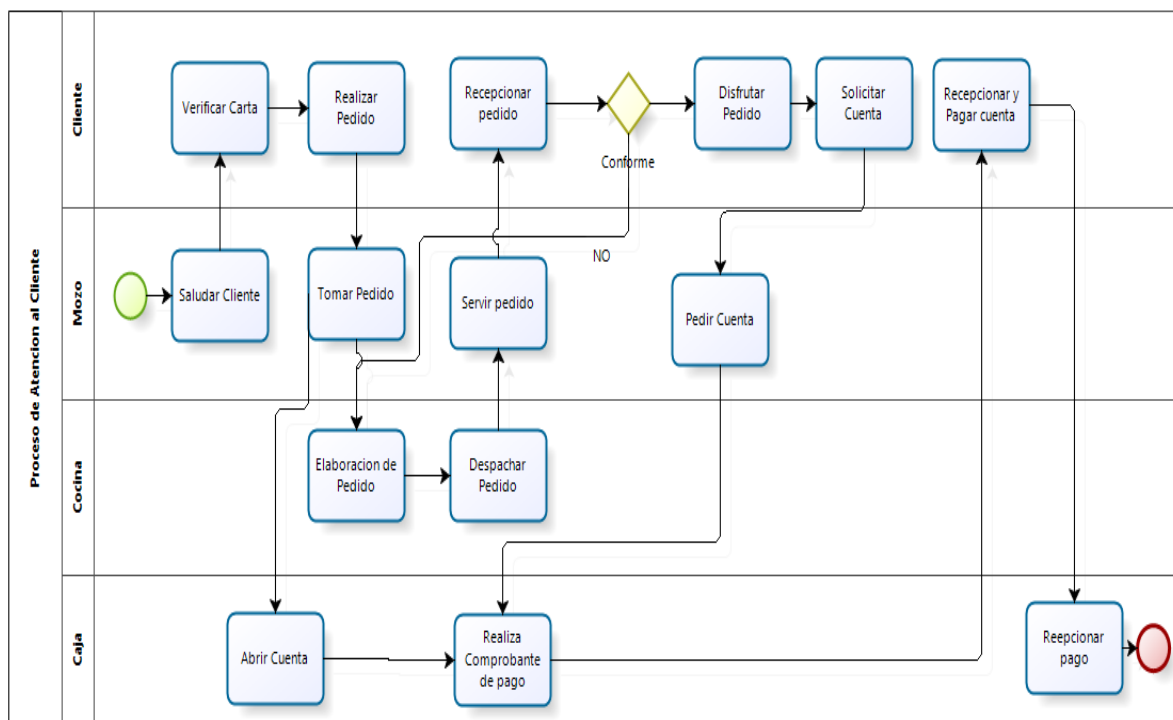 Proceso de Atencion al Cliente
Cliente
Verificar Carta
Realizar
Pedido
Recepcionar
pedido
Conforme
Disfrutar
Pedido
Solicitar
Cuenta
Recepcionar y
Pagar cuenta
Mozo
Saludar Cliente
Tomar Pedido
Servir pedido
NO
Pedir Cuenta
Cocina
Elaboracion de
Pedido
Despachar
Pedido
Caja
Abrir Cuenta
Realiza
Comprobante
de pago
Reepcionar
pago